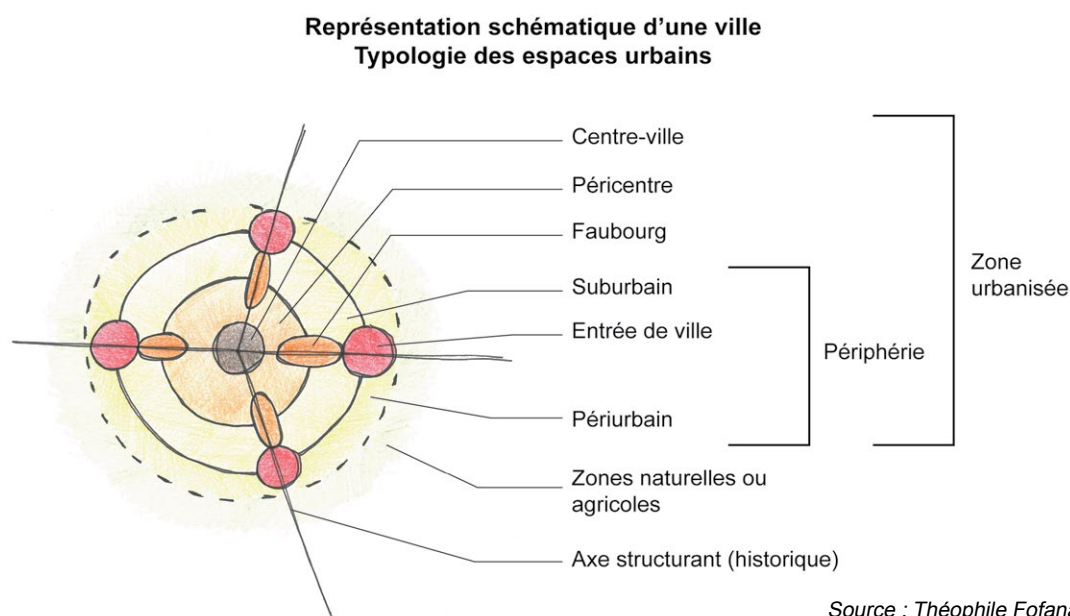 Représentation schématique d’une ville
Typologie des espaces urbains
Centre-ville
Péricentre
Faubourg
Suburbain
Entrée de ville
Périurbain
Zones naturelles ou
agricoles
Axe structurant (historique)
Périphérie
Zone
urbanisée
Source : Théophile Fofana